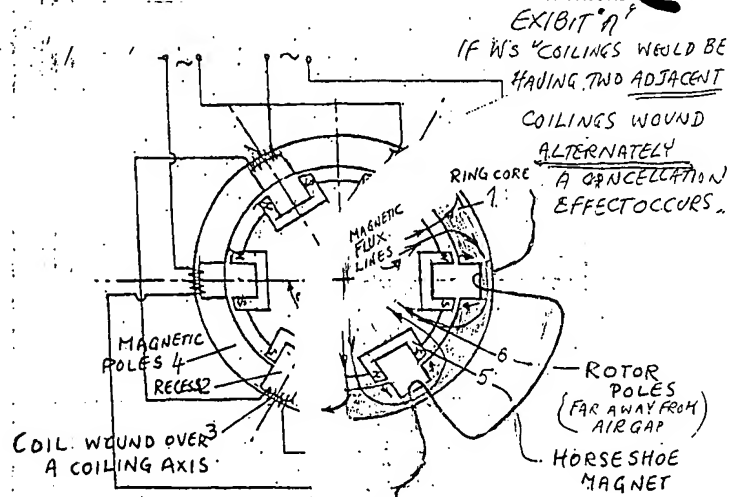 EXIBIT "A"
IF W'S "COILINGS WOULD BE
HAVING TWO ADJACENT
COILINGS WOUND
ALTERNATELY
A CANCELLATION
EFFECT OCCURS..
RING CORE
1
MAGNETIC
FLUX
LINES
MAGNETIC
POLES 4
RECESS 2
3
COIL WOUND OVER
A COILING AXIS
6
5
ROTOR
POLES
(FAR AWAY FROM
AIR GAP)
HORSESHOE
MAGNET
~
~